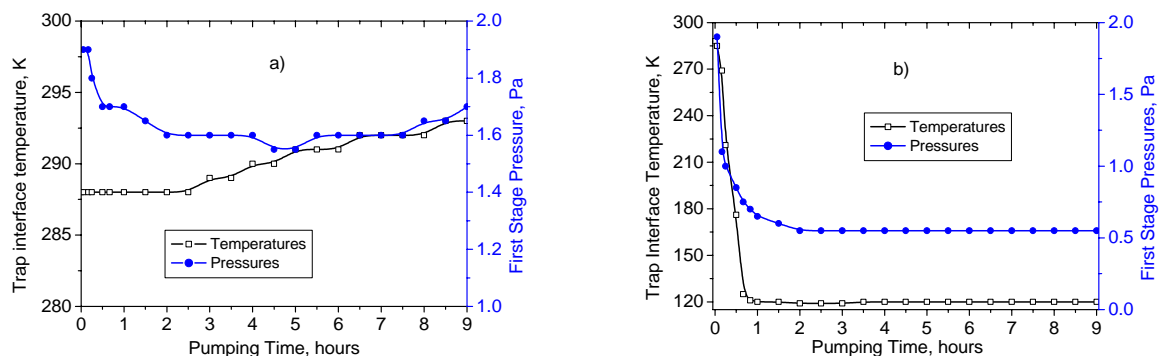 a)
Trap interface temperature, K
300
295
290
285
280
2.0
1.8
1.6
1.4
1.2
1.0
First Stage Pressure, Pa
Temperatures
Pressures
0 1 2 3 4 5 6 7 8 9
Pumping Time, hours
b)
Trap Interface Temperature, K
300
270
240
210
180
150
120
2.0
1.5
1.0
0.5
0.0
First Stage Pressures, Pa
Temperatures
Pressures
0 1 2 3 4 5 6 7 8 9
Pumping Time, hours